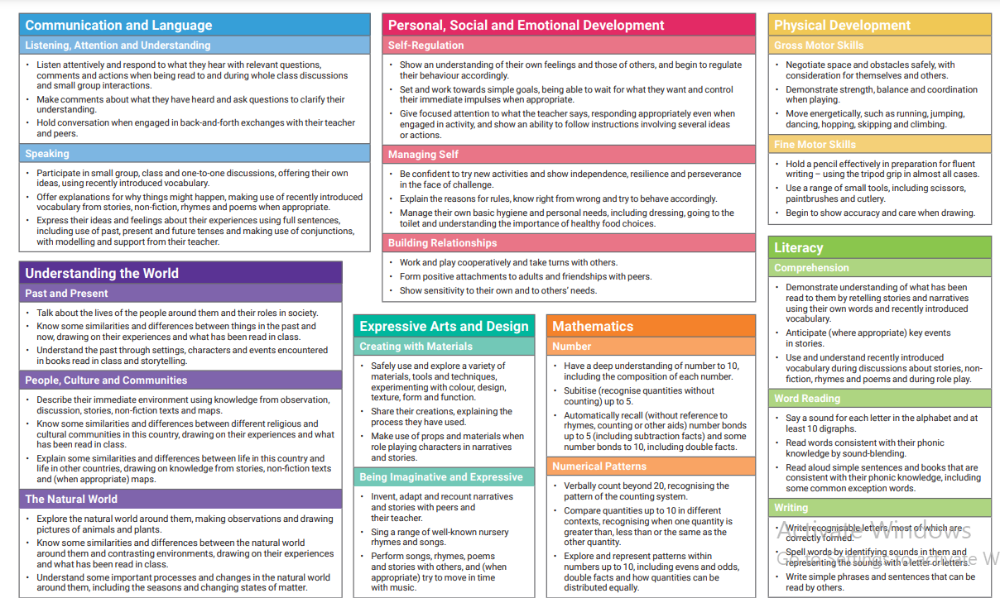 Communication and Language
Listening, Attention and Understanding
• Listen attentively and respond to what they hear with relevant questions,
comments and actions when being read to and during whole class discussions
and small group interactions.
• Make comments about what they have heard and ask questions to clarify their
understanding.
• Hold conversation when engaged in back-and-forth exchanges with their teacher
and peers.
Speaking
• Participate in small group, class and one-to-one discussions, offering their own
ideas, using recently introduced vocabulary.
• Offer explanations for why things might happen, making use of recently introduced
vocabulary from stories, non-fiction, rhymes and poems when appropriate.
• Express their ideas and feelings about their experiences using full sentences,
including use of past, present and future tenses and making use of conjunctions,
with modelling and support from their teacher.
Personal, Social and Emotional Development
Self-Regulation
• Show an understanding of their own feelings and those of others, and begin to regulate
their behaviour accordingly.
• Set and work towards simple goals, being able to wait for what they want and control
their immediate impulses when appropriate.
• Give focused attention to what the teacher says, responding appropriately even when
engaged in activity, and show an ability to follow instructions involving several ideas
or actions.
Managing Self
• Be confident to try new activities and show independence, resilience and perseverance
in the face of challenge.
• Explain the reasons for rules, know right from wrong and try to behave accordingly.
• Manage their own basic hygiene and personal needs, including dressing, going to the
toilet and understanding the importance of healthy food choices.
Building Relationships
• Work and play cooperatively and take turns with others.
• Form positive attachments to adults and friendships with peers.
• Show sensitivity to their own and to others' needs.
Physical Development
Gross Motor Skills
• Negotiate space and obstacles safely, with
consideration for themselves and others.
• Demonstrate strength, balance and coordination
when playing.
• Move energetically, such as running, jumping,
dancing, hopping, skipping and climbing.
Fine Motor Skills
• Hold a pencil effectively in preparation for fluent
writing – using the tripod grip in almost all cases.
• Use a range of small tools, including scissors,
paintbrushes and cutlery.
• Begin to show accuracy and care when drawing.
Understanding the World
Past and Present
• Talk about the lives of the people around them and their roles in society.
• Know some similarities and differences between things in the past and
now, drawing on their experiences and what has been read in class.
• Understand the past through settings, characters and events encountered
in books read in class and storytelling.
People, Culture and Communities
• Describe their immediate environment using knowledge from observation,
discussion, stories, non-fiction texts and maps.
• Know some similarities and differences between different religious and
cultural communities in this country, drawing on their experiences and what
has been read in class.
• Explain some similarities and differences between life in this country and
life in other countries, drawing on knowledge from stories, non-fiction texts
and (when appropriate) maps.
The Natural World
• Explore the natural world around them, making observations and drawing
pictures of animals and plants.
• Know some similarities and differences between the natural world
around them and contrasting environments, drawing on their experiences
and what has been read in class.
• Understand some important processes and changes in the natural world
around them, including the seasons and changing states of matter.
Expressive Arts and Design
Creating with Materials
• Safely use and explore a variety of
materials, tools and techniques,
experimenting with colour, design,
texture, form and function.
• Share their creations, explaining the
process they have used.
• Make use of props and materials when
role playing characters in narratives
and stories.
Being Imaginative and Expressive
• Invent, adapt and recount narratives
and stories with peers and
their teacher.
• Sing a range of well-known nursery
rhymes and songs.
• Perform songs, rhymes, poems
and stories with others, and (when
appropriate) try to move in time
with music.
Mathematics
Number
• Have a deep understanding of number to 10,
including the composition of each number.
• Subitise (recognise quantities without
counting) up to 5.
• Automatically recall (without reference to
rhymes, counting or other aids) number bonds
up to 5 (including subtraction facts) and some
number bonds to 10, including double facts.
Numerical Patterns
• Verbally count beyond 20, recognising the
pattern of the counting system.
• Compare quantities up to 10 in different
contexts, recognising when one quantity is
greater than, less than or the same as the
other quantity.
• Explore and represent patterns within
numbers up to 10, including evens and odds,
double facts and how quantities can be
distributed equally.
Literacy
Comprehension
• Demonstrate understanding of what has been
read to them by retelling stories and narratives
using their own words and recently introduced
vocabulary.
• Anticipate (where appropriate) key events
in stories.
• Use and understand recently introduced
vocabulary during discussions about stories, non-
fiction, rhymes and poems and during role play.
Word Reading
• Say a sound for each letter in the alphabet and at
least 10 digraphs.
• Read words consistent with their phonic
knowledge by sound-blending.
• Read aloud simple sentences and books that are
consistent with their phonic knowledge, including
some common exception words.
Writing
• Write recognisable letters, most of which are
correctly formed.
• Spell words by identifying sounds in them and
representing the sounds with a letter or letters.
• Write simple phrases and sentences that can be
read by others.
Activate Windows
Go to Settings to activate W